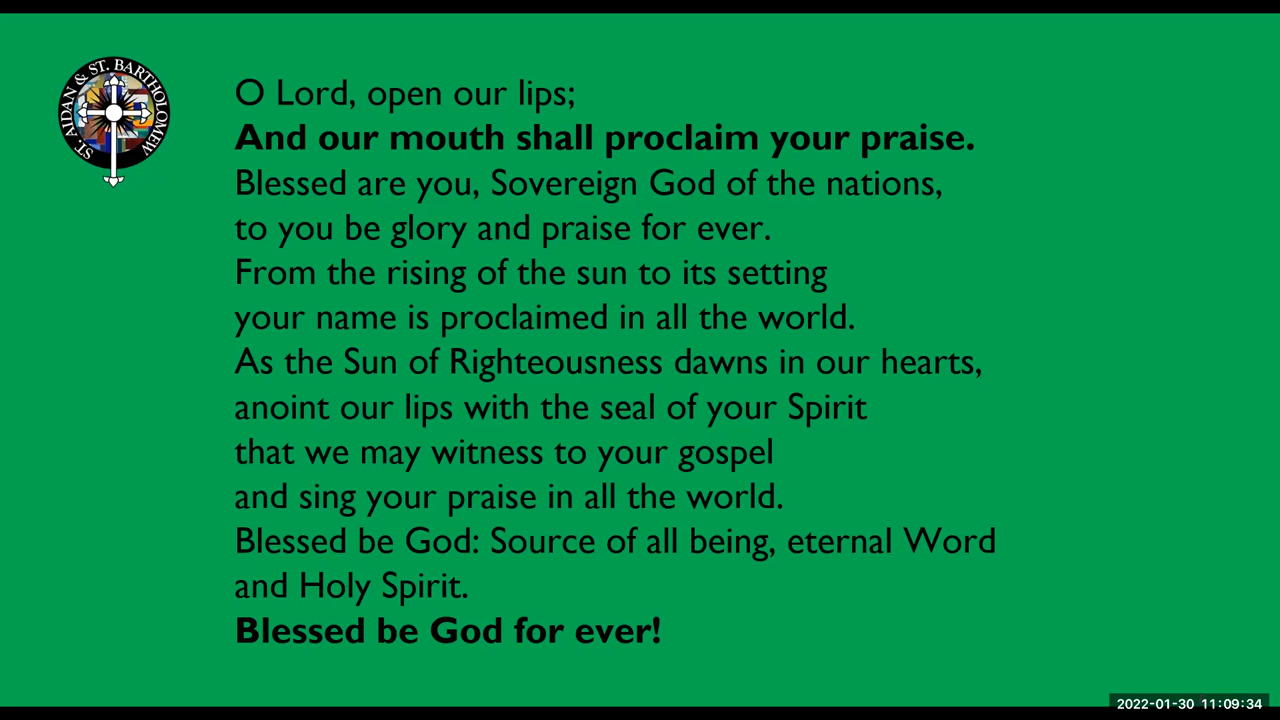 ST. AIDAN & ST. BARTHOLOMEW
O Lord, open our lips;
And our mouth shall proclaim your praise.
Blessed are you, Sovereign God of the nations,
to you be glory and praise for ever.
From the rising of the sun to its setting
your name is proclaimed in all the world.
As the Sun of Righteousness dawns in our hearts,
anoint our lips with the seal of your Spirit
that we may witness to your gospel
and sing your praise in all the world.
Blessed be God: Source of all being, eternal Word
and Holy Spirit.
Blessed be God for ever!
2022-01-30 11:09:34